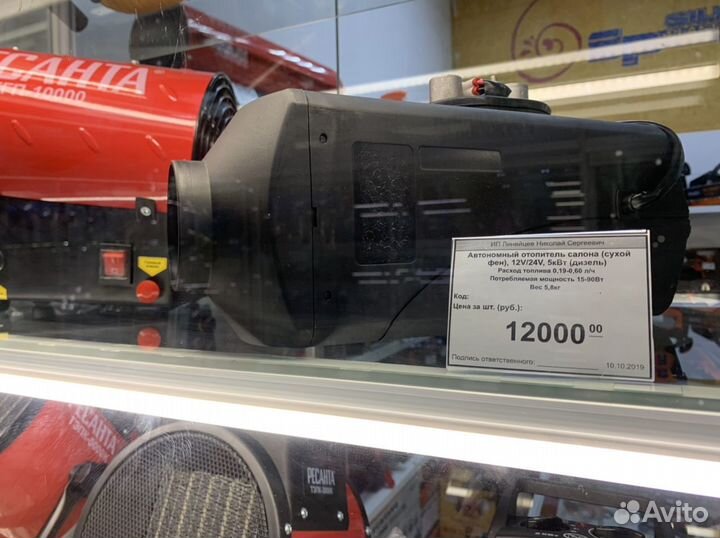 РЕСАНТА
10000
ИП Линейцев Николай Сергеевич
Автономный отопитель салона (сухой
фен), 12V/24V, 5кВт (дизель)
Расход топлива 0,19-0,60 л/ч
Потребляемая мощность 15-90Вт
Вес 5,8кг
Код:
Цена за шт. (руб.):
12000 00
Подпись ответственного:
10.10.2019
РЕСАНТА
РЕСАНТА
Avito